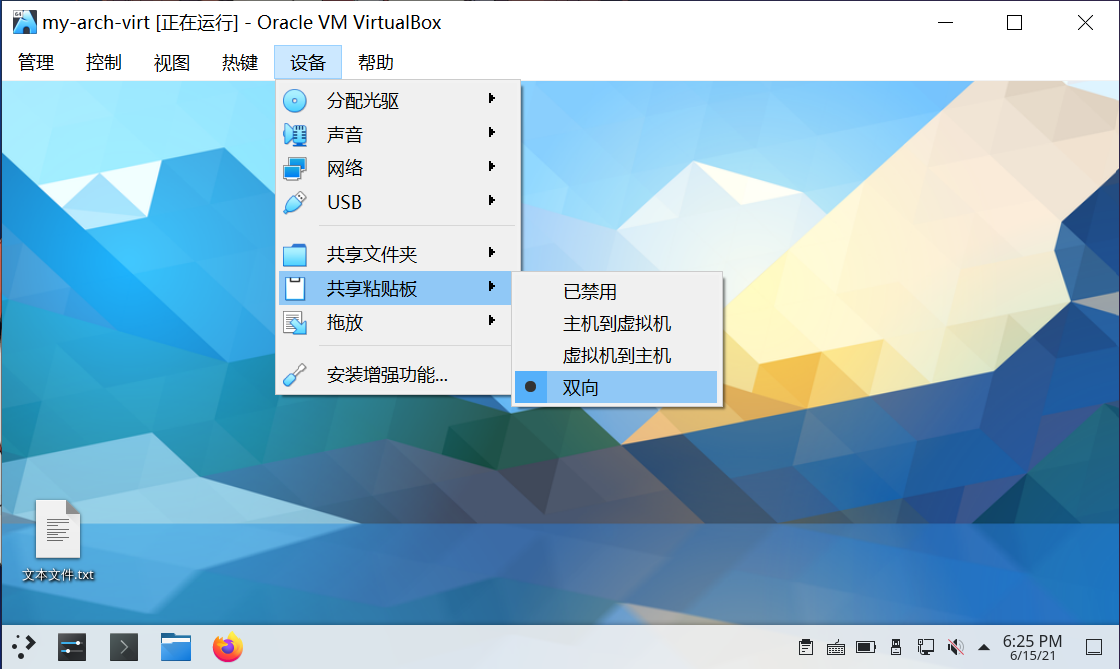 my-arch-virt [正在运行] - Oracle VM VirtualBox
管理 控制 视图 热键 设备 帮助
分配光驱
声音
网络
USB
共享文件夹
共享粘贴板
拖放
安装增强功能...
已禁用
主机到虚拟机
虚拟机到主机
双向
文本文件.txt
6:25 PM
6/15/21